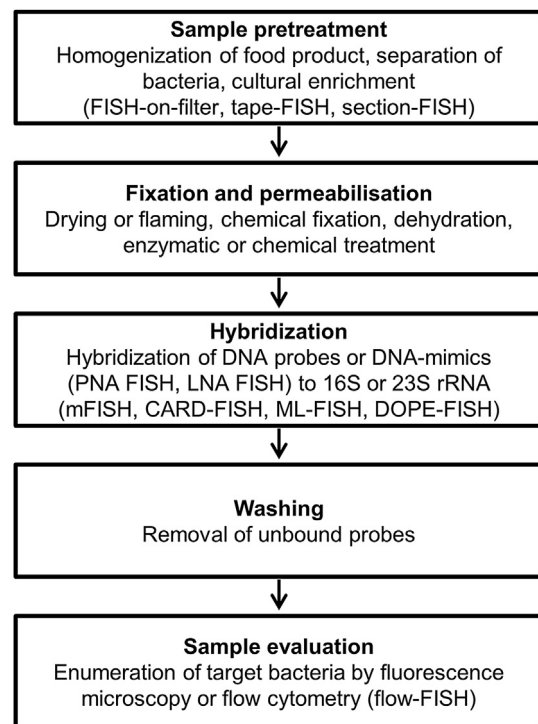 Sample pretreatment
Homogenization of food product, separation of
bacteria, cultural enrichment
(FISH-on-filter, tape-FISH, section-FISH)
Fixation and permeabilisation
Drying or flaming, chemical fixation, dehydration,
enzymatic or chemical treatment
Hybridization
Hybridization of DNA probes or DNA-mimics
(PNA FISH, LNA FISH) to 16S or 23S rRNA
(mFISH, CARD-FISH, ML-FISH, DOPE-FISH)
Washing
Removal of unbound probes
Sample evaluation
Enumeration of target bacteria by fluorescence
microscopy or flow cytometry (flow-FISH)